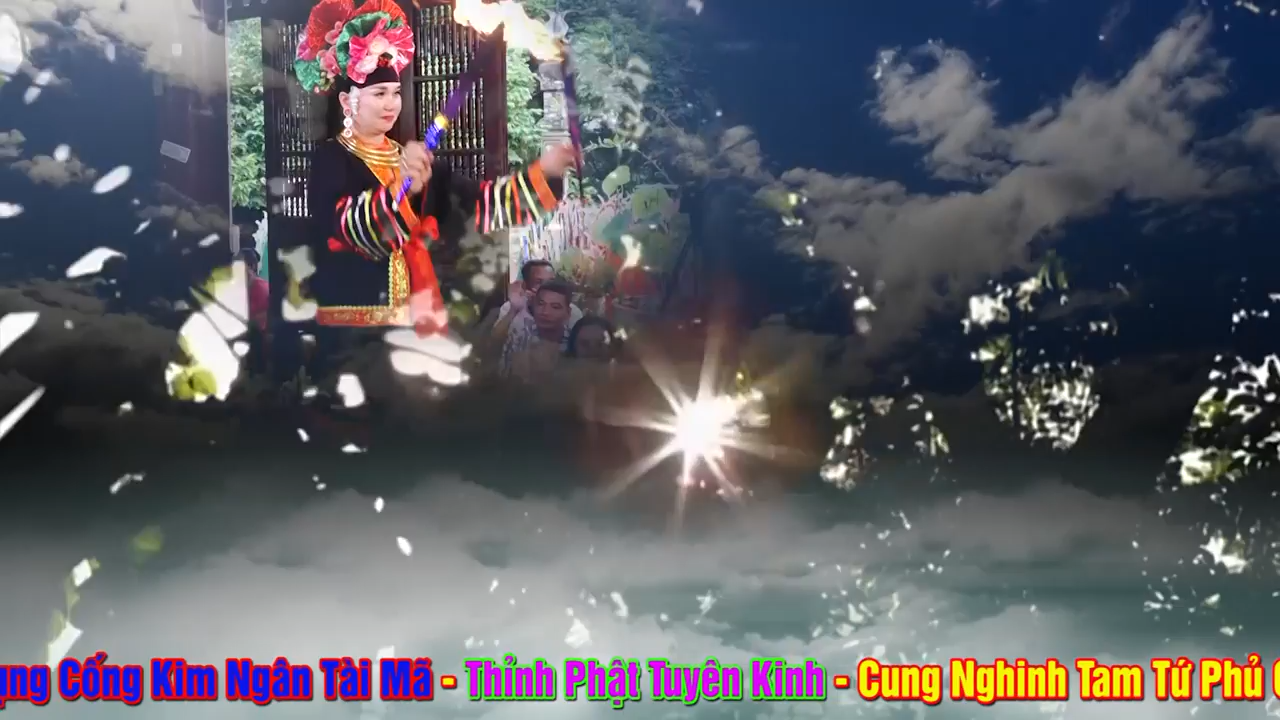 Cống Kim Ngân Tài Mã - Thỉnh Phật Tuyên Kinh - Cung Nghinh Tam Tứ Phủ